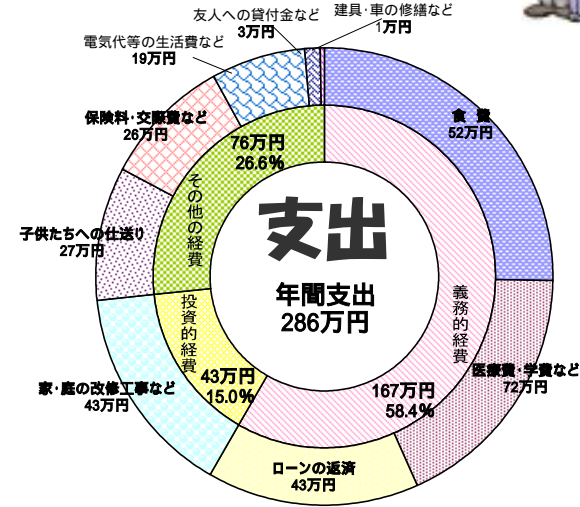 友人への貸付金など
3万円
建具・車の修繕など
1万円
電気代等の生活費など
19万円
保険料・交際費など
26万円
食 費
52万円
76万円
26.6%
その他の経費
支出
年間支出
286万円
子供たちへの仕送り
27万円
投資的経費
義務的経費
43万円
15.0%
167万円
58.4%
医療費・学費など
72万円
家・庭の改修工事など
43万円
ローンの返済
43万円